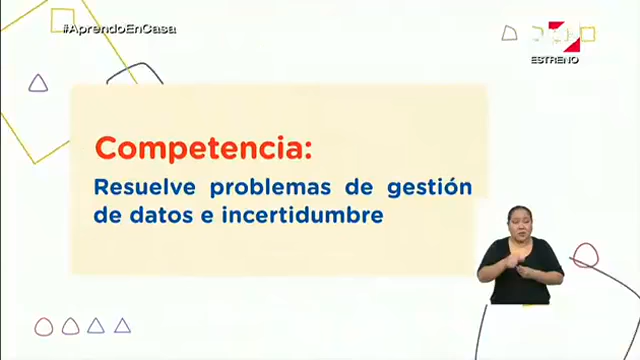 #AprendoEnCasa
ESTRENO
Competencia:
Resuelve problemas de gestión
de datos e incertidumbre